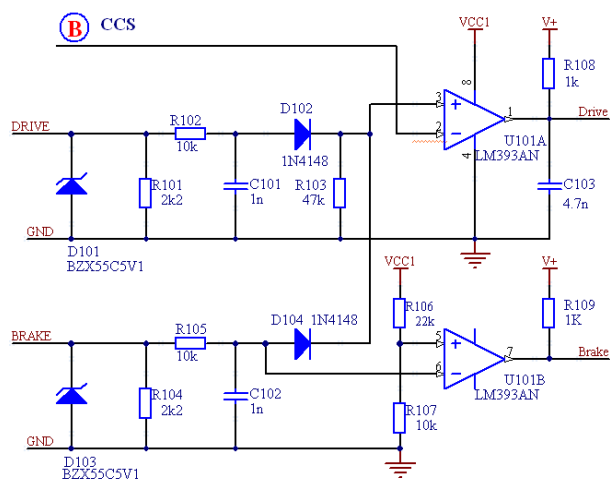 B CCS
VCC1
V+
R108
1k
8
3
2
1
4
Drive
U101A
LM393AN
DRIVE
R102
10k
D102
1N4148
R101
2k2
C101
1n
R103
47k
C103
4.7n
GND
D101
BZX55C5V1
VCC1
V+
R106
22k
R109
1K
BRAKE
R105
10k
D104 1N4148
5
6
7
Brake
U101B
LM393AN
R104
2k2
C102
1n
R107
10k
GND
D103
BZX55C5V1